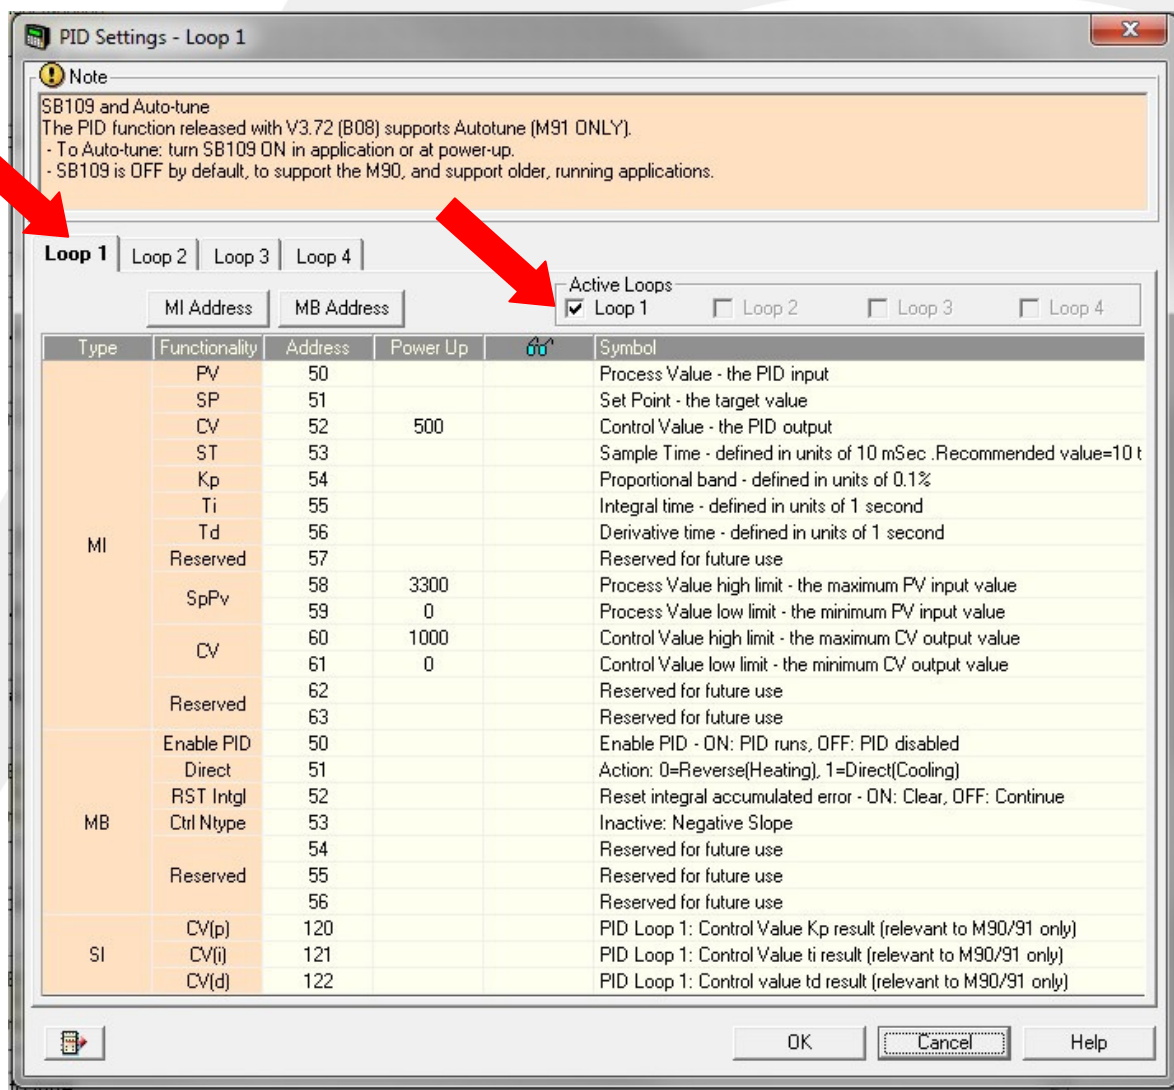 PID Settings - Loop 1
Note
SB109 and Auto-tune
The PID function released with V3.72 (B08) supports Autotune (M91 ONLY).
- To Auto-tune: turn SB109 ON in application or at power-up.
- SB109 is OFF by default, to support the M90, and support older, running applications.
Loop 1 Loop 2 Loop 3 Loop 4
Active Loops
MI Address MB Address Loop 1 Loop 2 Loop 3 Loop 4
Type Functionality Address Power Up Symbol
PV 50 Process Value - the PID input
SP 51 Set Point - the target value
CV 52 500 Control Value - the PID output
ST 53 Sample Time - defined in units of 10 mSec .Recommended value=10 t
Kp 54 Proportional band - defined in units of 0.1%
Ti 55 Integral time - defined in units of 1 second
Td 56 Derivative time - defined in units of 1 second
MI
Reserved 57 Reserved for future use
SpPv 58 3300 Process Value high limit - the maximum PV input value
59 0 Process Value low limit - the minimum PV input value
CV 60 1000 Control Value high limit - the maximum CV output value
61 0 Control Value low limit - the minimum CV output value
Reserved 62 Reserved for future use
63 Reserved for future use
Enable PID 50 Enable PID - ON: PID runs, OFF: PID disabled
Direct 51 Action: 0=Reverse(Heating), 1=Direct(Cooling)
RST Intgl 52 Reset integral accumulated error - ON: Clear, OFF: Continue
MB Ctrl Ntype 53 Inactive: Negative Slope
54 Reserved for future use
Reserved 55 Reserved for future use
56 Reserved for future use
CV(p) 120 PID Loop 1: Control Value Kp result (relevant to M90/91 only)
SI CV(i) 121 PID Loop 1: Control Value ti result (relevant to M90/91 only)
CV(d) 122 PID Loop 1: Control value td result (relevant to M90/91 only)
OK Cancel Help